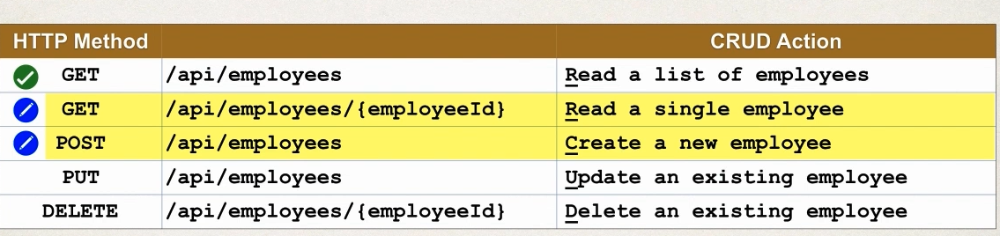 HTTP Method CRUD Action
GET /api/employees Read a list of employees
GET /api/employees/{employeeId} Read a single employee
POST /api/employees Create a new employee
PUT /api/employees Update an existing employee
DELETE /api/employees/{employeeId} Delete an existing employee